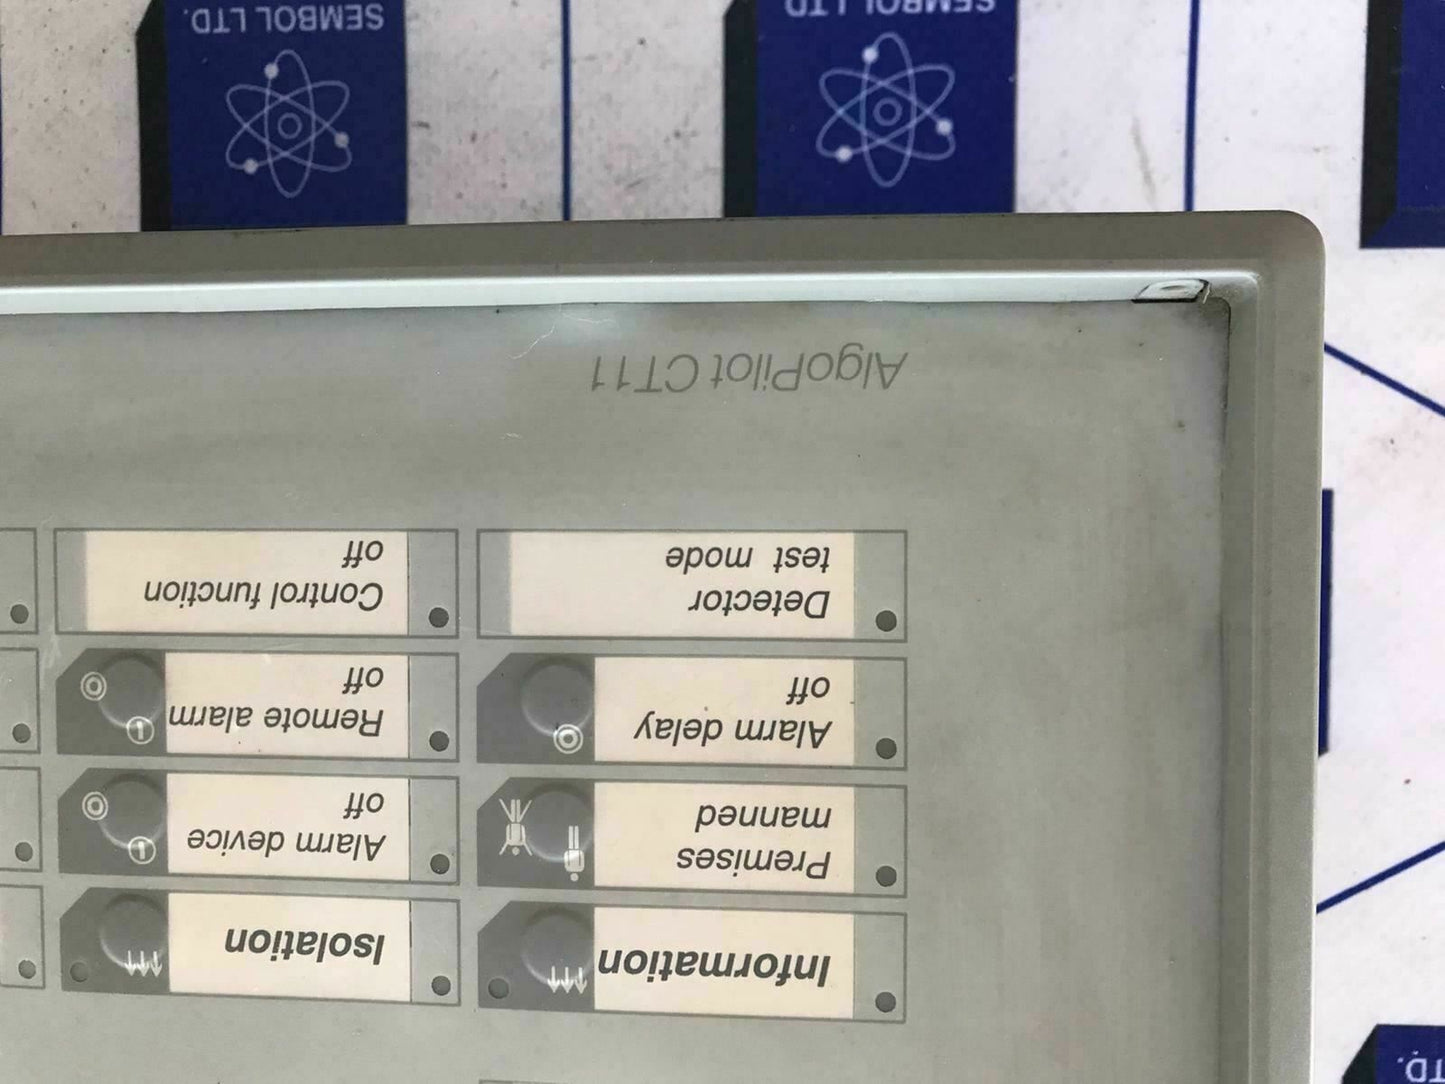 Information
Premises
manned
Alarm delay
off
Detector
test mode
Isolation
Alarm device
off
Remote alarm
off
Control function
off
AlgoPilot CT11
SEMBOL LTD
SEMBOL LTD.
TD.